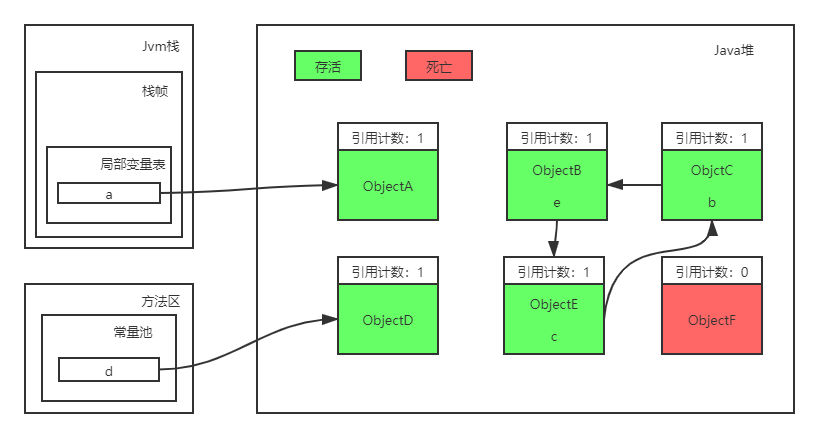 Jvm栈
栈帧
局部变量表
a
方法区
常量池
d
Java堆
存活
死亡
引用计数：1
ObjectA
引用计数：1
ObjectB
e
引用计数：1
ObjctC
b
引用计数：1
ObjectD
引用计数：1
ObjectE
c
引用计数：0
ObjectF